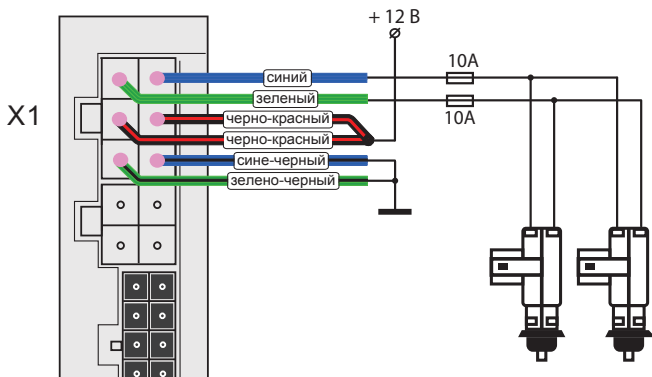 + 12 В
10А
синий
зеленый
10А
X1
черно-красный
черно-красный
сине-черный
зелено-черный